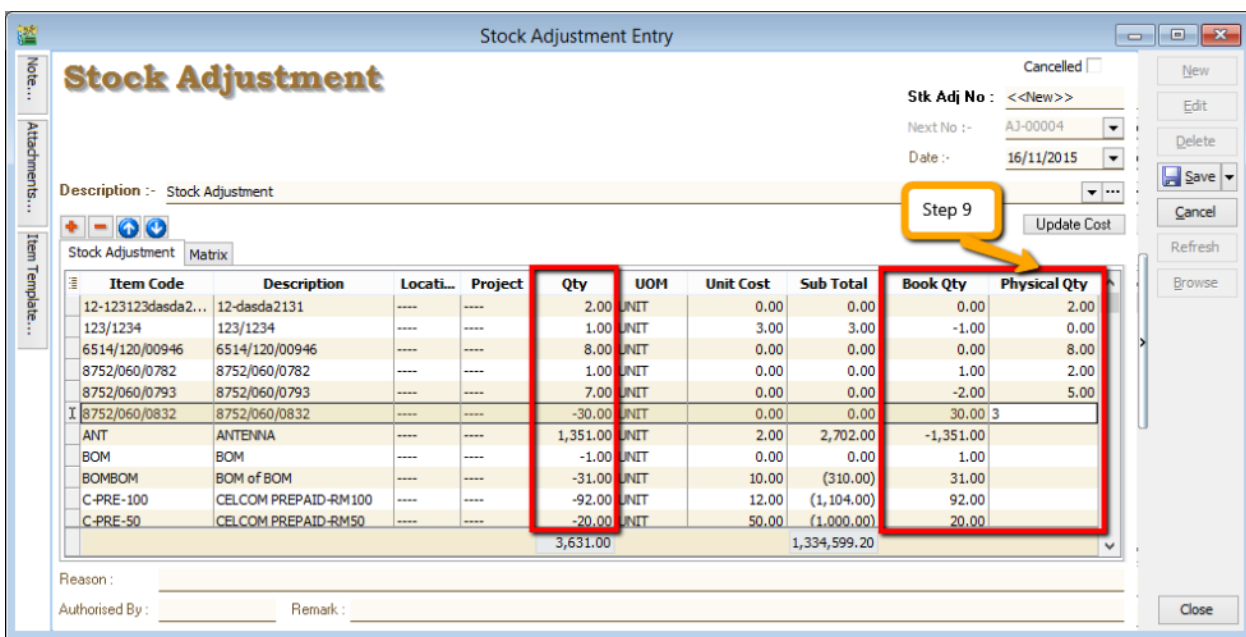 Stock Adjustment Entry
Note...
Attachments...
Item Template...
Stock Adjustment
Cancelled
Stk Adj No : <<New>>
Next No :- AJ-00004
Date :- 16/11/2015
Description :- Stock Adjustment
Step 9
Update Cost
Stock Adjustment Matrix
Item Code Description Locati... Project Qty UOM Unit Cost Sub Total Book Qty Physical Qty
12-123123dasda2... 12-dasda2131 ---- ---- 2.00 UNIT 0.00 0.00 0.00 2.00
123/1234 123/1234 ---- ---- 1.00 UNIT 3.00 3.00 -1.00 0.00
6514/120/00946 6514/120/00946 ---- ---- 8.00 UNIT 0.00 0.00 0.00 8.00
8752/060/0782 8752/060/0782 ---- ---- 1.00 UNIT 0.00 0.00 1.00 2.00
8752/060/0793 8752/060/0793 ---- ---- 7.00 UNIT 0.00 0.00 -2.00 5.00
8752/060/0832 8752/060/0832 ---- ---- -30.00 UNIT 0.00 0.00 30.00 3
ANT ANTENNA ---- ---- 1,351.00 UNIT 2.00 2,702.00 -1,351.00
BOM BOM ---- ---- -1.00 UNIT 0.00 0.00 1.00
BOMBOM BOM of BOM ---- ---- -31.00 UNIT 10.00 (310.00) 31.00
C-PRE-100 CELCOM PREPAID-RM100 ---- ---- -92.00 UNIT 12.00 (1,104.00) 92.00
C-PRE-50 CELCOM PREPAID-RM50 ---- ---- -20.00 UNIT 50.00 (1,000.00) 20.00
3,631.00 1,334,599.20
Reason :
Authorised By : Remark :
New
Edit
Delete
Save
Cancel
Refresh
Browse
Close